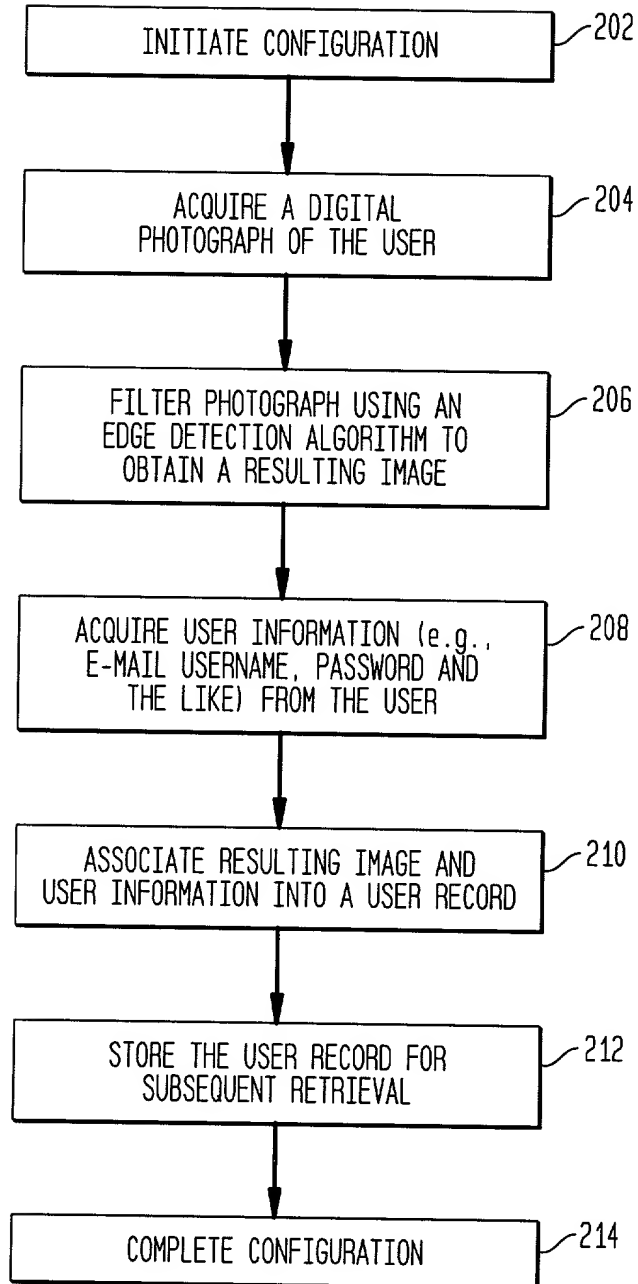 INITIATE CONFIGURATION
202
ACQUIRE A DIGITAL
PHOTOGRAPH OF THE USER
204
FILTER PHOTOGRAPH USING AN
EDGE DETECTION ALGORITHM TO
OBTAIN A RESULTING IMAGE
206
ACQUIRE USER INFORMATION (e.g.,
E-MAIL USERNAME, PASSWORD AND
THE LIKE) FROM THE USER
208
ASSOCIATE RESULTING IMAGE AND
USER INFORMATION INTO A USER RECORD
210
STORE THE USER RECORD FOR
SUBSEQUENT RETRIEVAL
212
COMPLETE CONFIGURATION
214